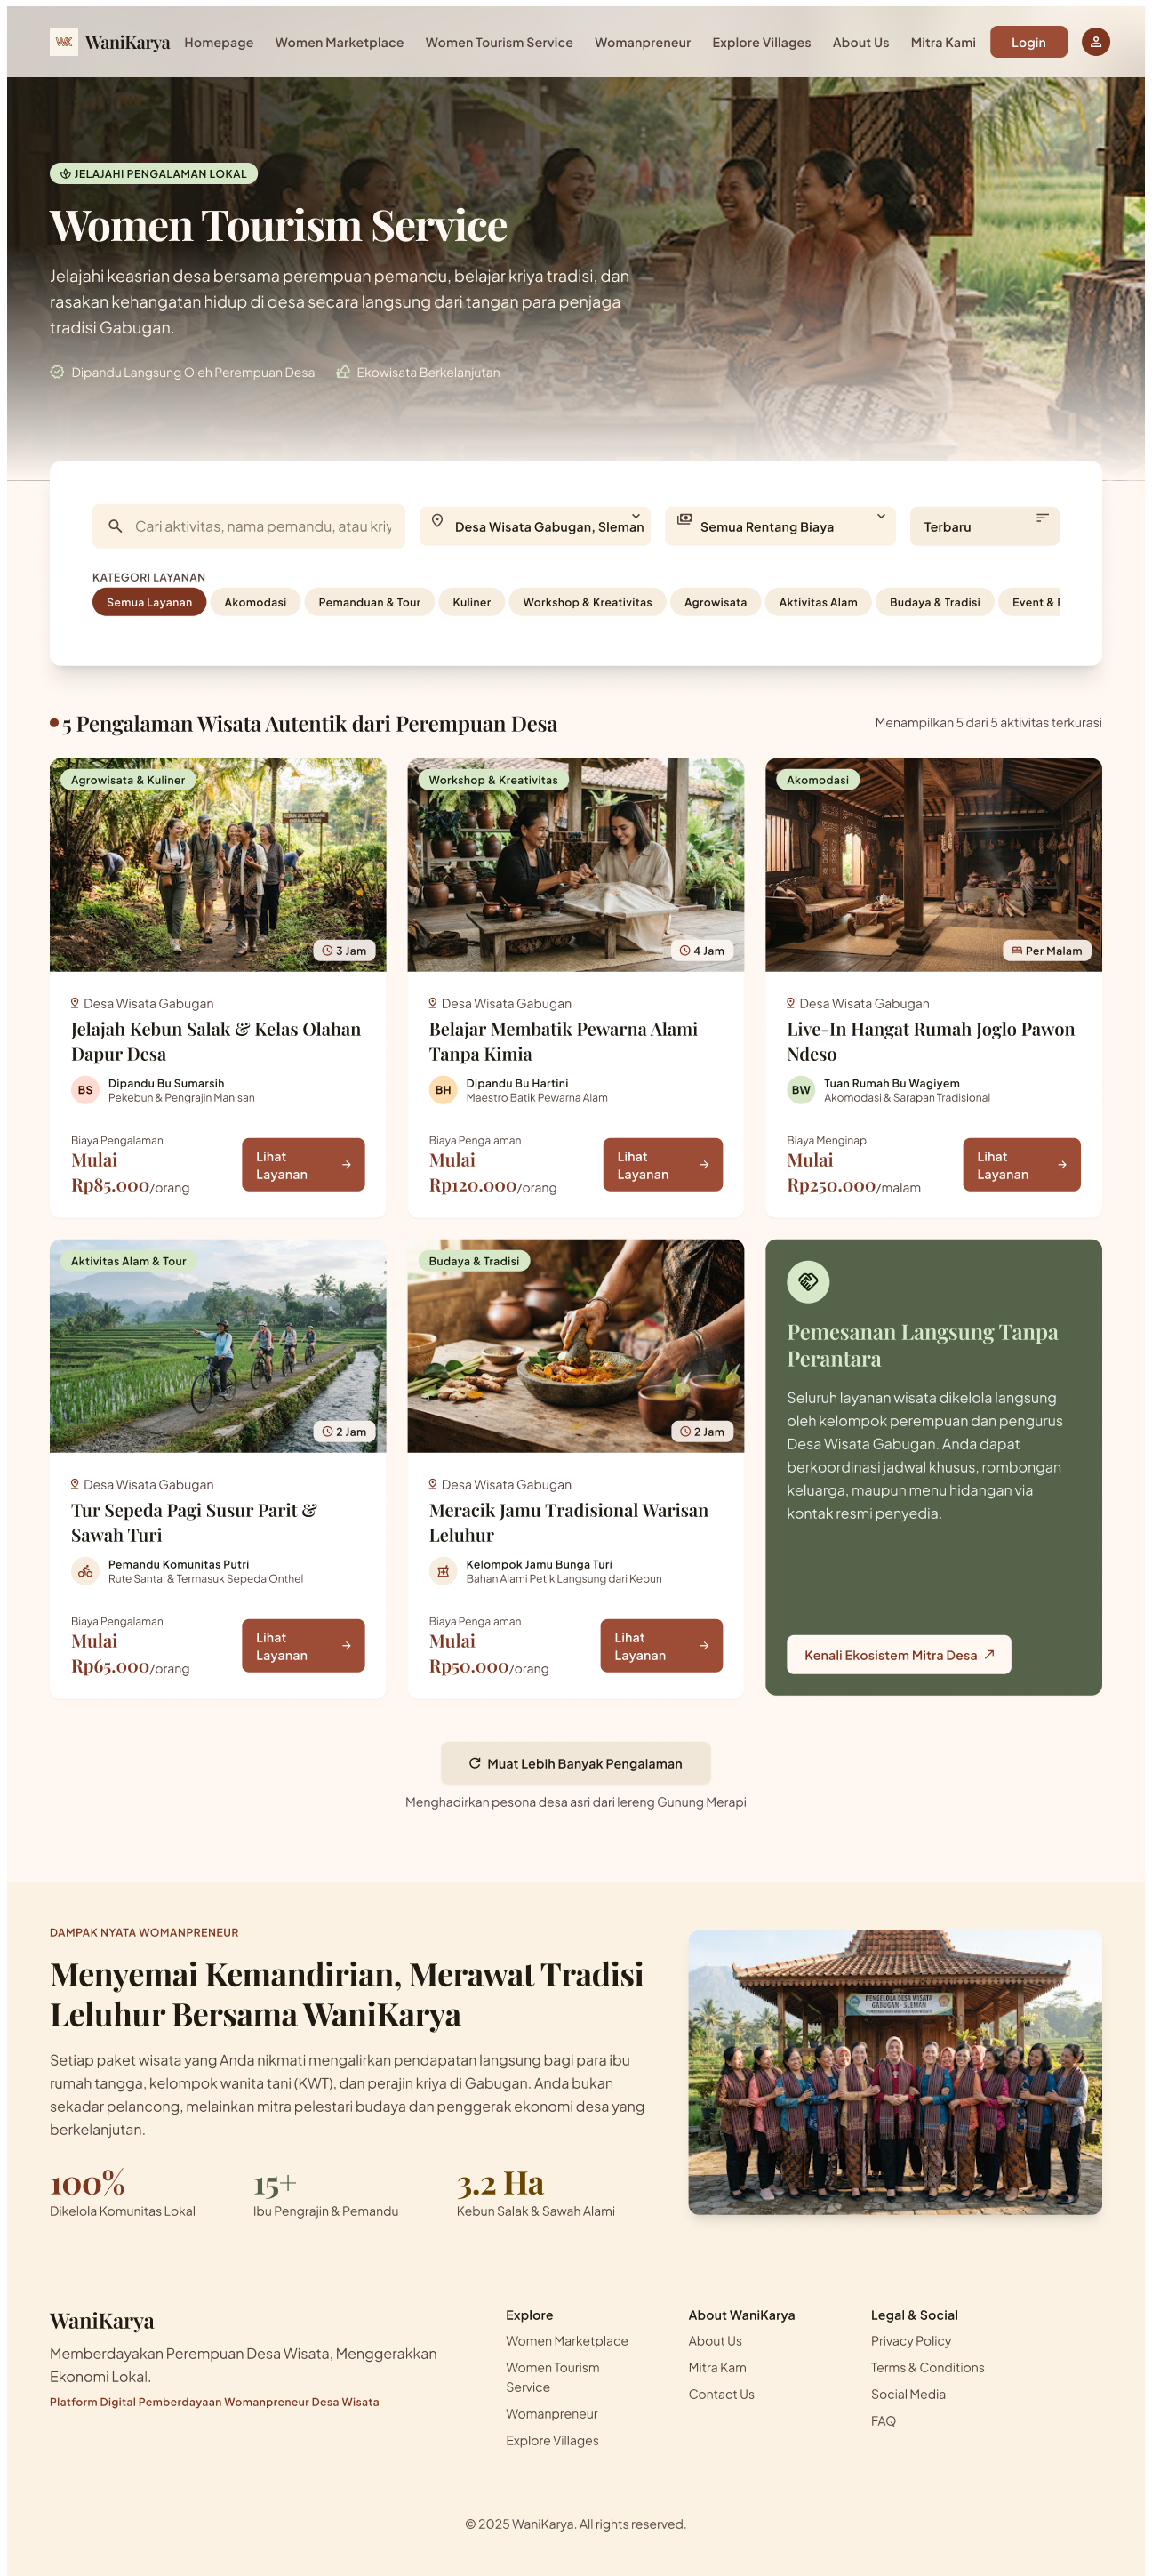 WK WaniKarya Homepage Women Marketplace Women Tourism Service Womanpreneur Explore Villages About Us Mitra Kami Login
JELAJAHI PENGALAMAN LOKAL
Women Tourism Service
Jelajahi keasrian desa bersama perempuan pemandu, belajar kriya tradisi, dan
rasakan kehangatan hidup di desa secara langsung dari tangan para penjaga
tradisi Gabugan.
Dipandu Langsung Oleh Perempuan Desa Ekowisata Berkelanjutan
Cari aktivitas, nama pemandu, atau kriy Desa Wisata Gabugan, Sleman Semua Rentang Biaya Terbaru
KATEGORI LAYANAN
Semua Layanan Akomodasi Pemanduan & Tour Kuliner Workshop & Kreativitas Agrowisata Aktivitas Alam Budaya & Tradisi Event &
5 Pengalaman Wisata Autentik dari Perempuan Desa
Menampilkan 5 dari 5 aktivitas terkurasi
Agrowisata & Kuliner
3 Jam
Desa Wisata Gabugan
Jelajah Kebun Salak & Kelas Olahan
Dapur Desa
BS
Dipandu Bu Sumarsih
Pekebun & Pengrajin Manisan
Biaya Pengalaman
Mulai
Rp85.000/orang
Lihat
Layanan
Workshop & Kreativitas
4 Jam
Desa Wisata Gabugan
Belajar Membatik Pewarna Alami
Tanpa Kimia
BH
Dipandu Bu Hartini
Maestro Batik Pewarna Alam
Biaya Pengalaman
Mulai
Rp120.000/orang
Lihat
Layanan
Akomodasi
Per Malam
Desa Wisata Gabugan
Live-In Hangat Rumah Joglo Pawon
Ndeso
BW
Tuan Rumah Bu Wagiyem
Akomodasi & Sarapan Tradisional
Biaya Menginap
Mulai
Rp250.000/malam
Lihat
Layanan
Aktivitas Alam & Tour
2 Jam
Desa Wisata Gabugan
Tur Sepeda Pagi Susur Parit &
Sawah Turi
Pemandu Komunitas Putri
Rute Santai & Termasuk Sepeda Onthel
Biaya Pengalaman
Mulai
Rp65.000/orang
Lihat
Layanan
Budaya & Tradisi
2 Jam
Desa Wisata Gabugan
Meracik Jamu Tradisional Warisan
Leluhur
Kelompok Jamu Bunga Turi
Bahan Alami Petik Langsung dari Kebun
Biaya Pengalaman
Mulai
Rp50.000/orang
Lihat
Layanan
Pemesanan Langsung Tanpa
Perantara
Seluruh layanan wisata dikelola langsung
oleh kelompok perempuan dan pengurus
Desa Wisata Gabugan. Anda dapat
berkoordinasi jadwal khusus, rombongan
keluarga, maupun menu hidangan via
kontak resmi penyedia.
Kenali Ekosistem Mitra Desa
Muat Lebih Banyak Pengalaman
Menghadirkan pesona desa asri dari lereng Gunung Merapi
DAMPAK NYATA WOMANPRENEUR
Menyemai Kemandirian, Merawat Tradisi
Leluhur Bersama WaniKarya
Setiap paket wisata yang Anda nikmati mengalirkan pendapatan langsung bagi para ibu
rumah tangga, kelompok wanita tani (KWT), dan perajin kriya di Gabugan. Anda bukan
sekadar pelancong, melainkan mitra pelestari budaya dan penggerak ekonomi desa yang
berkelanjutan.
100%
Dikelola Komunitas Lokal
15+
Ibu Pengrajin & Pemandu
3.2 Ha
Kebun Salak & Sawah Alami
PENGELOLA DESA WISATA
GABUGAN - SLEMAN
WaniKarya
Memberdayakan Perempuan Desa Wisata, Menggerakkan
Ekonomi Lokal.
Platform Digital Pemberdayaan Womanpreneur Desa Wisata
Explore
Women Marketplace
Women Tourism
Service
Womanpreneur
Explore Villages
About WaniKarya
About Us
Mitra Kami
Contact Us
Legal & Social
Privacy Policy
Terms & Conditions
Social Media
FAQ
© 2025 WaniKarya. All rights reserved.